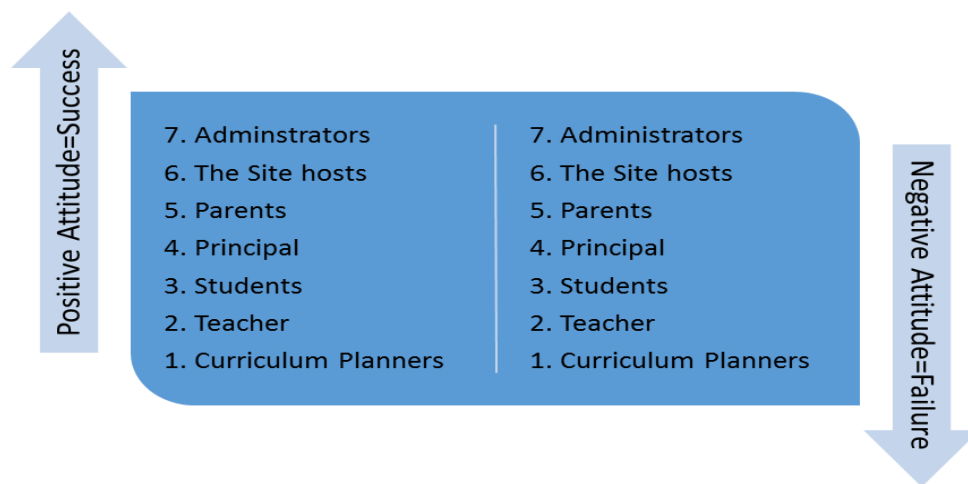 Positive Attitude=Success
7. Adminstrators
6. The Site hosts
5. Parents
4. Principal
3. Students
2. Teacher
1. Curriculum Planners
7. Administrators
6. The Site hosts
5. Parents
4. Principal
3. Students
2. Teacher
1. Curriculum Planners
Negative Attitude=Failure